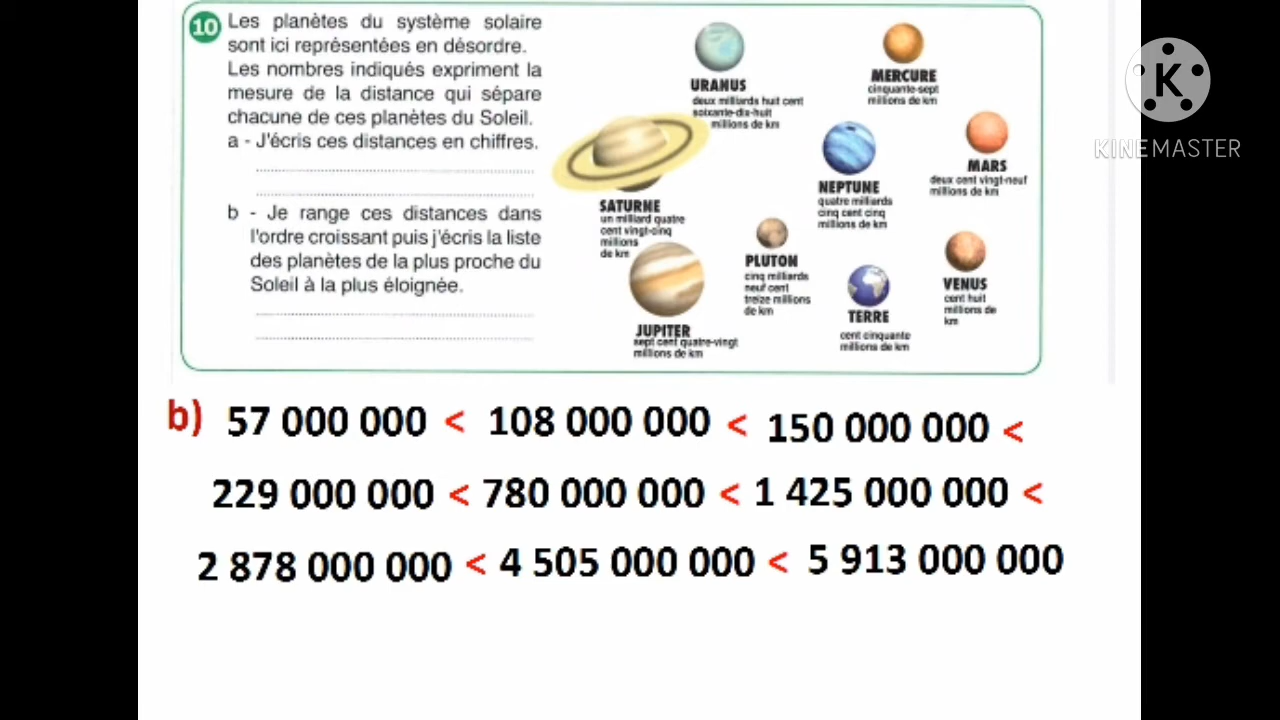 10
Les planètes du système solaire
sont ici représentées en désordre.
Les nombres indiqués expriment la
mesure de la distance qui sépare
chacune de ces planètes du Soleil.
a - J'écris ces distances en chiffres.
b - Je range ces distances dans
l'ordre croissant puis j'écris la liste
des planètes de la plus proche du
Soleil à la plus éloignée.
URANUS
deux milliards huit cent
soixante-dix-huit
millions de km
MERCURE
cinquante-sept
millions de km
SATURNE
un milliard quatre
cent vingt-cinq
millions
de km
NEPTUNE
quatre milliards
cinq cent cinq
millions de km
MARS
deux cent vingt-neuf
millions de km
JUPITER
sept cent quatre-vingt
millions de km
PLUTON
cinq milliards
neuf cent
treize millions
de km
TERRE
cent cinquante
millions de km
VENUS
cent huit
millions de
km
K
KINEMASTER
b) 57 000 000 < 108 000 000 < 150 000 000 <
229 000 000 < 780 000 000 < 1 425 000 000 <
2 878 000 000 < 4 505 000 000 < 5 913 000 000